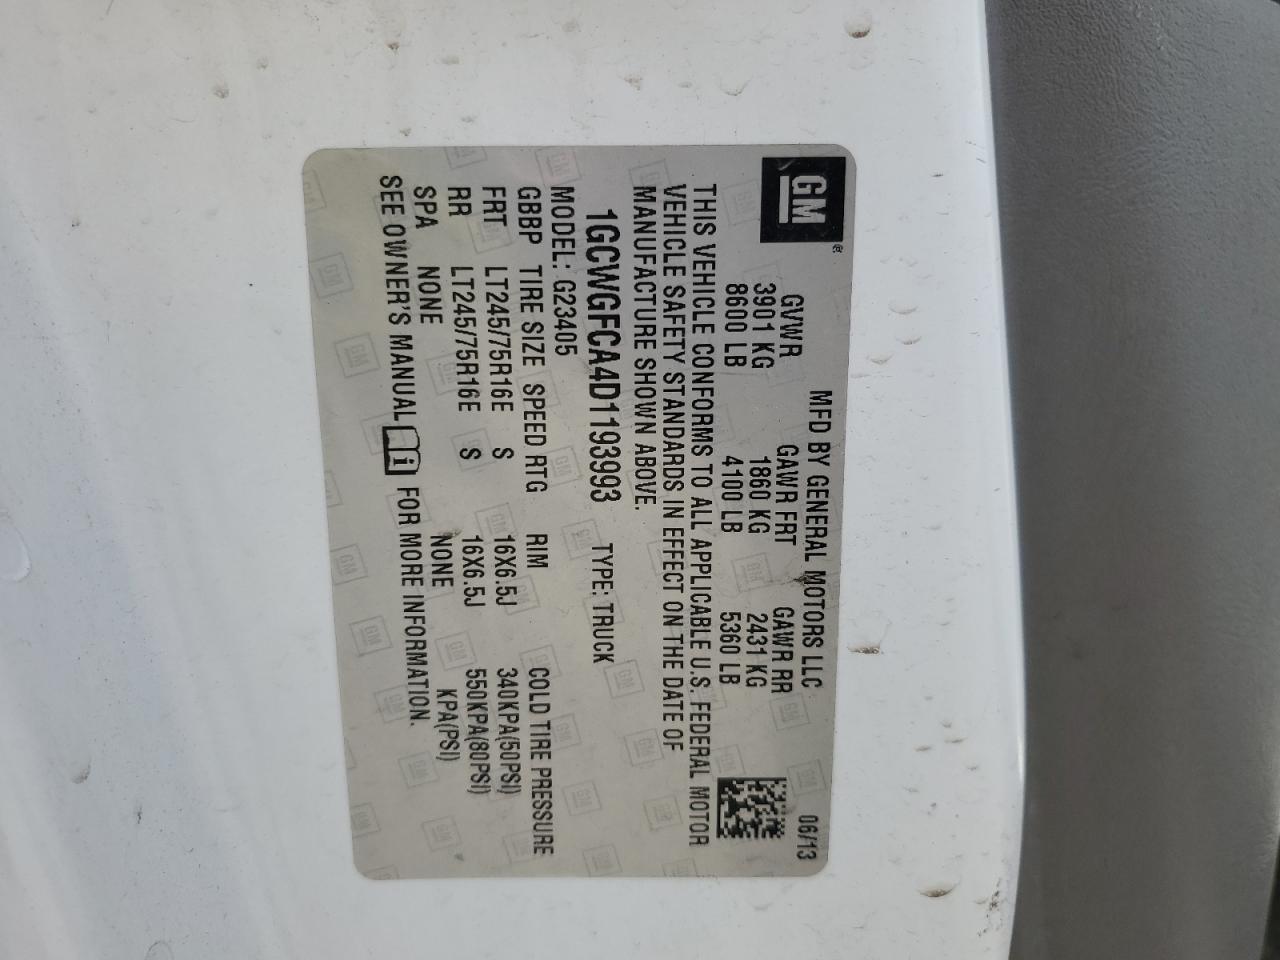 GM
®
MFD BY GENERAL MOTORS LLC 06/13
GVWR GAWR FRT GAWR RR
3901 KG 1860 KG 2431 KG
8600 LB 4100 LB 5360 LB
THIS VEHICLE CONFORMS TO ALL APPLICABLE U.S. FEDERAL MOTOR
VEHICLE SAFETY STANDARDS IN EFFECT ON THE DATE OF
MANUFACTURE SHOWN ABOVE.
1GCWGFCA4D1193993 TYPE: TRUCK
MODEL: G23405
GBBP TIRE SIZE SPEED RTG RIM COLD TIRE PRESSURE
FRT LT245/75R16E S 16X6.5J 340KPA(50PSI)
RR LT245/75R16E S 16X6.5J 550KPA(80PSI)
SPA NONE NONE KPA(PSI)
SEE OWNER'S MANUAL i FOR MORE INFORMATION.